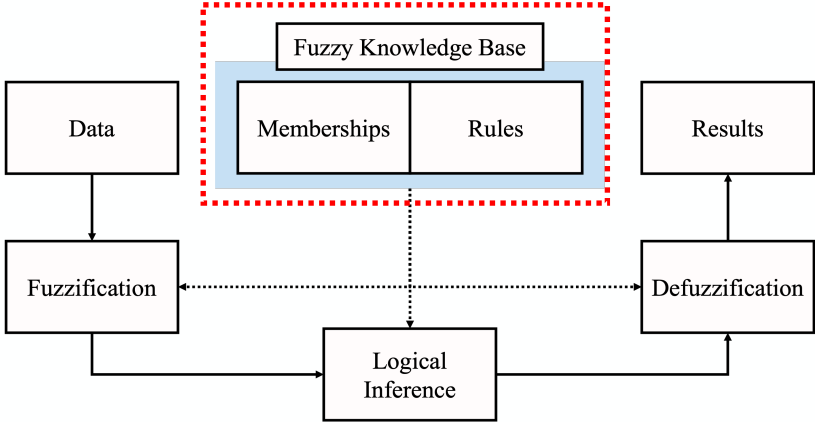 Fuzzy Knowledge Base
Data
Memberships
Rules
Results
Fuzzification
Defuzzification
Logical
Inference